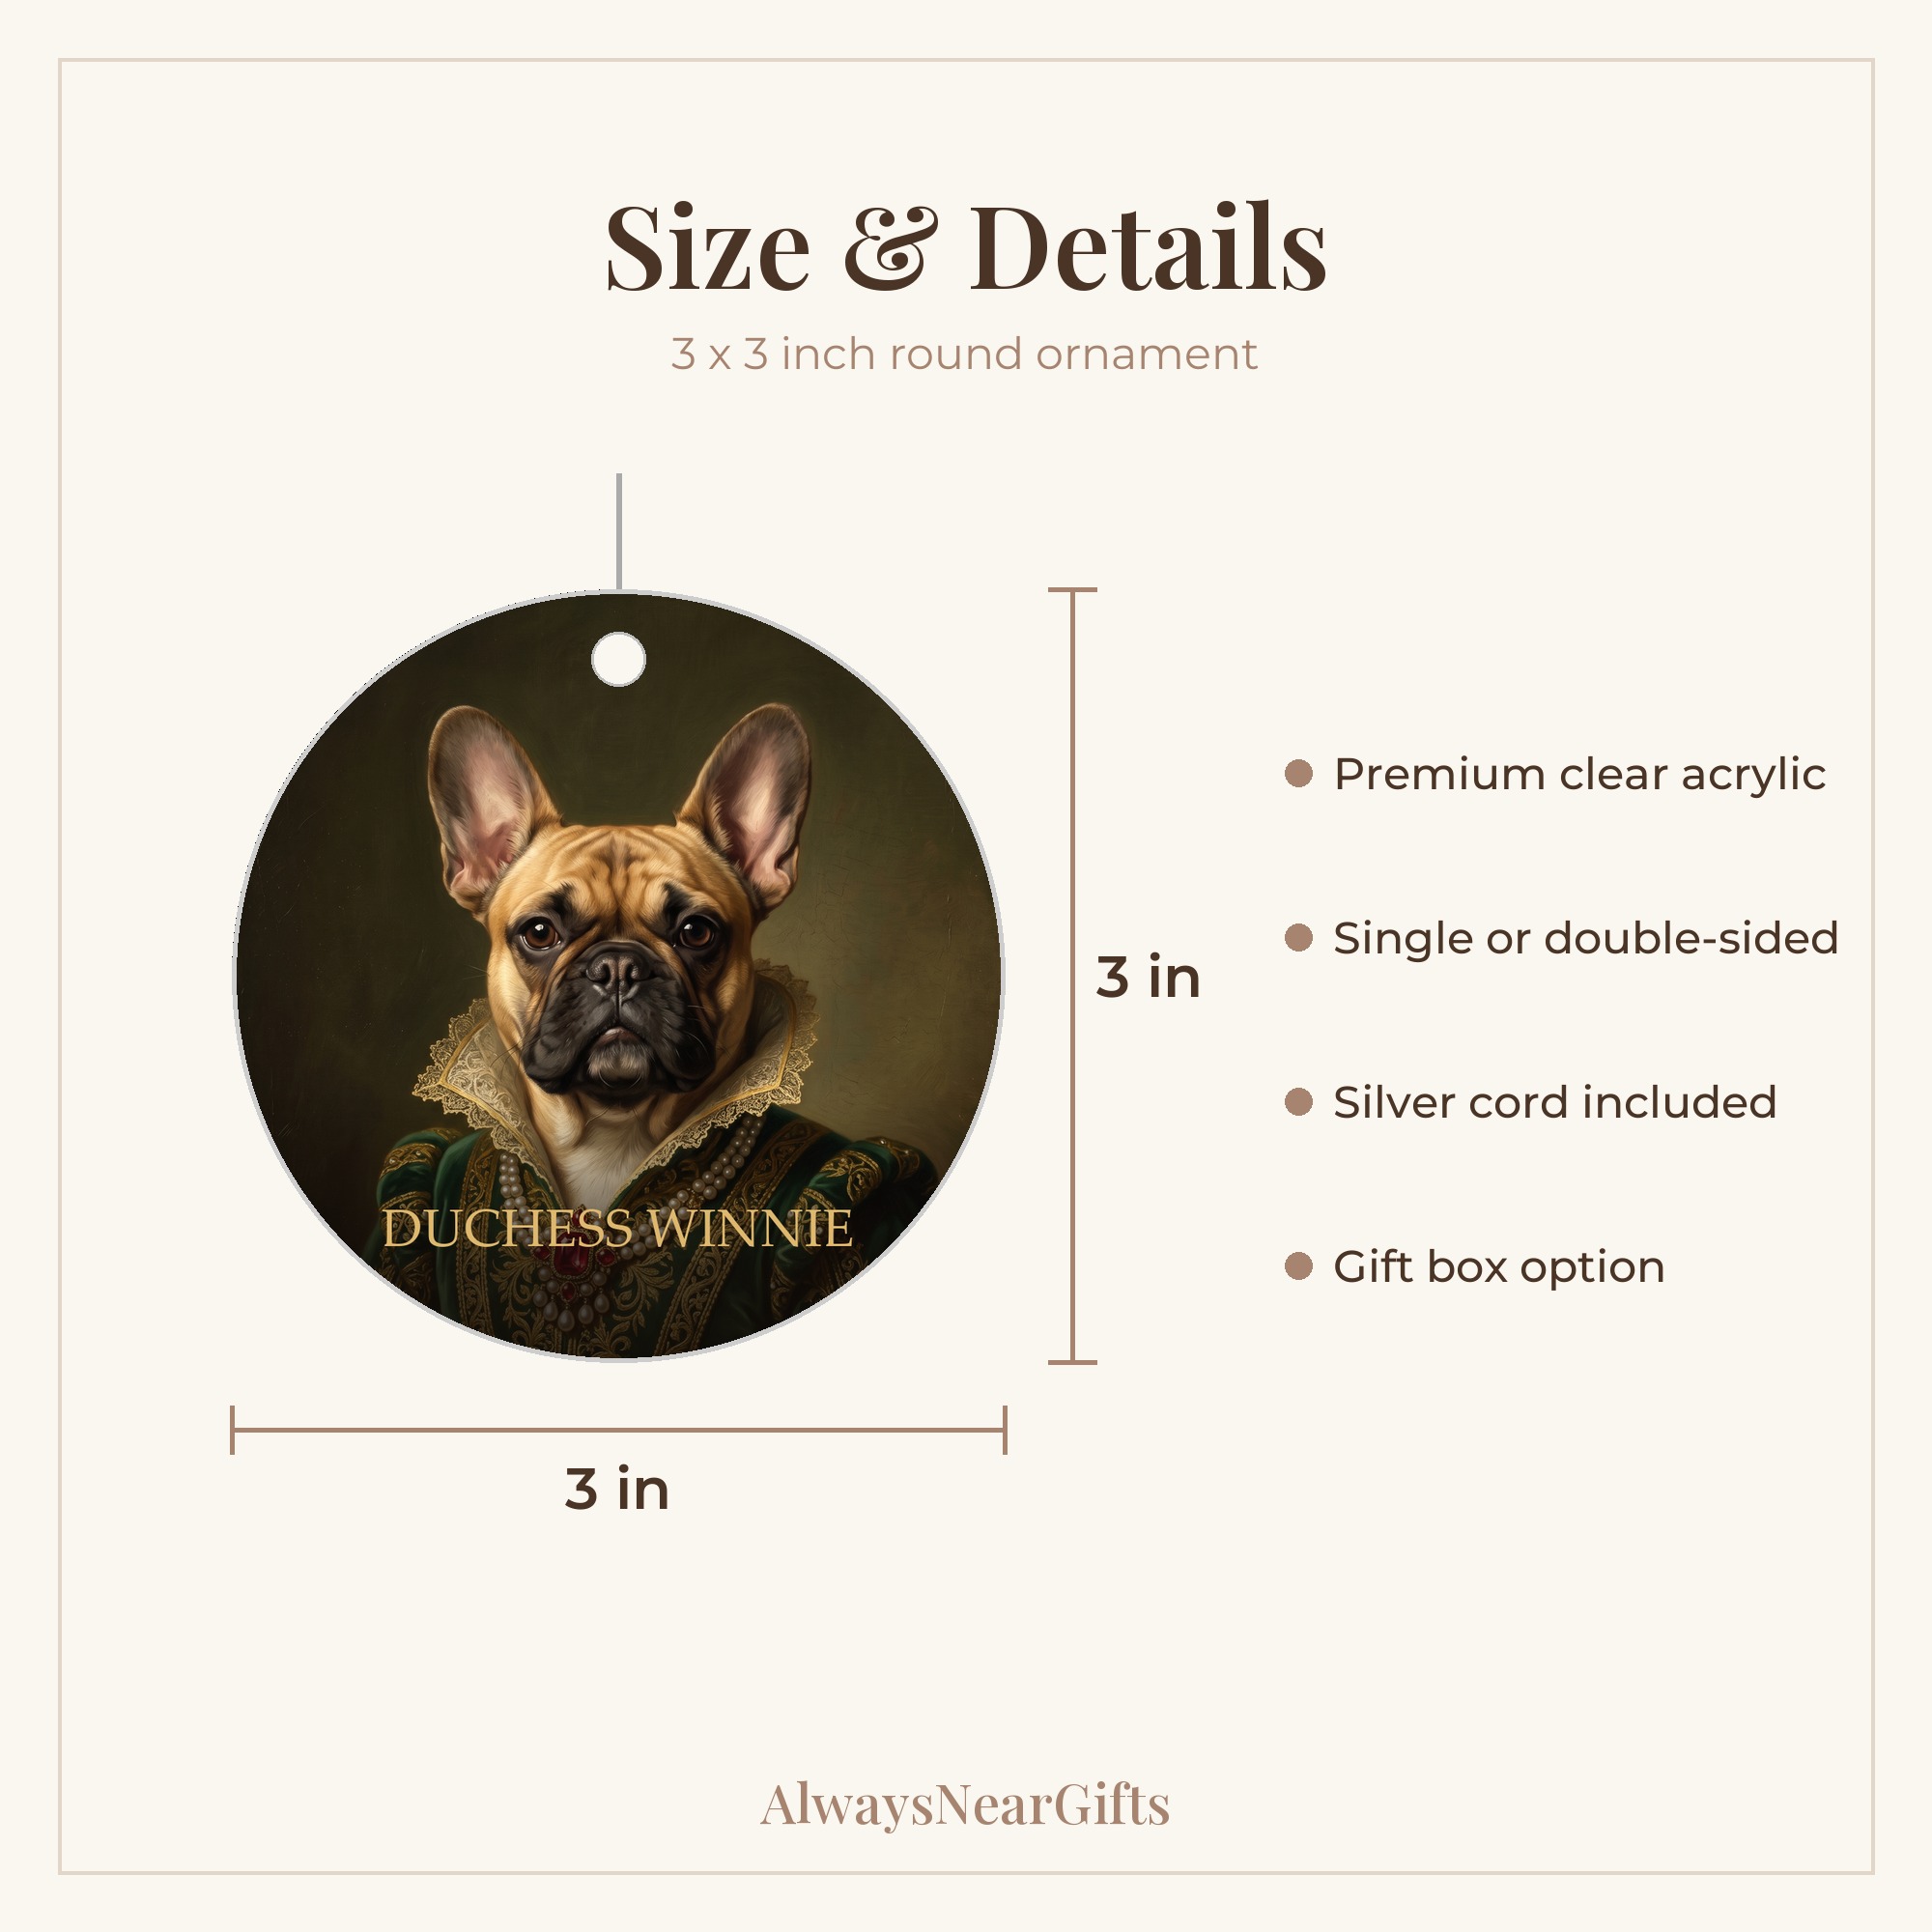 Size & Details
3 x 3 inch round ornament
DUCHESS WINNIE
3 in
3 in
Premium clear acrylic
Single or double-sided
Silver cord included
Gift box option
AlwaysNearGifts